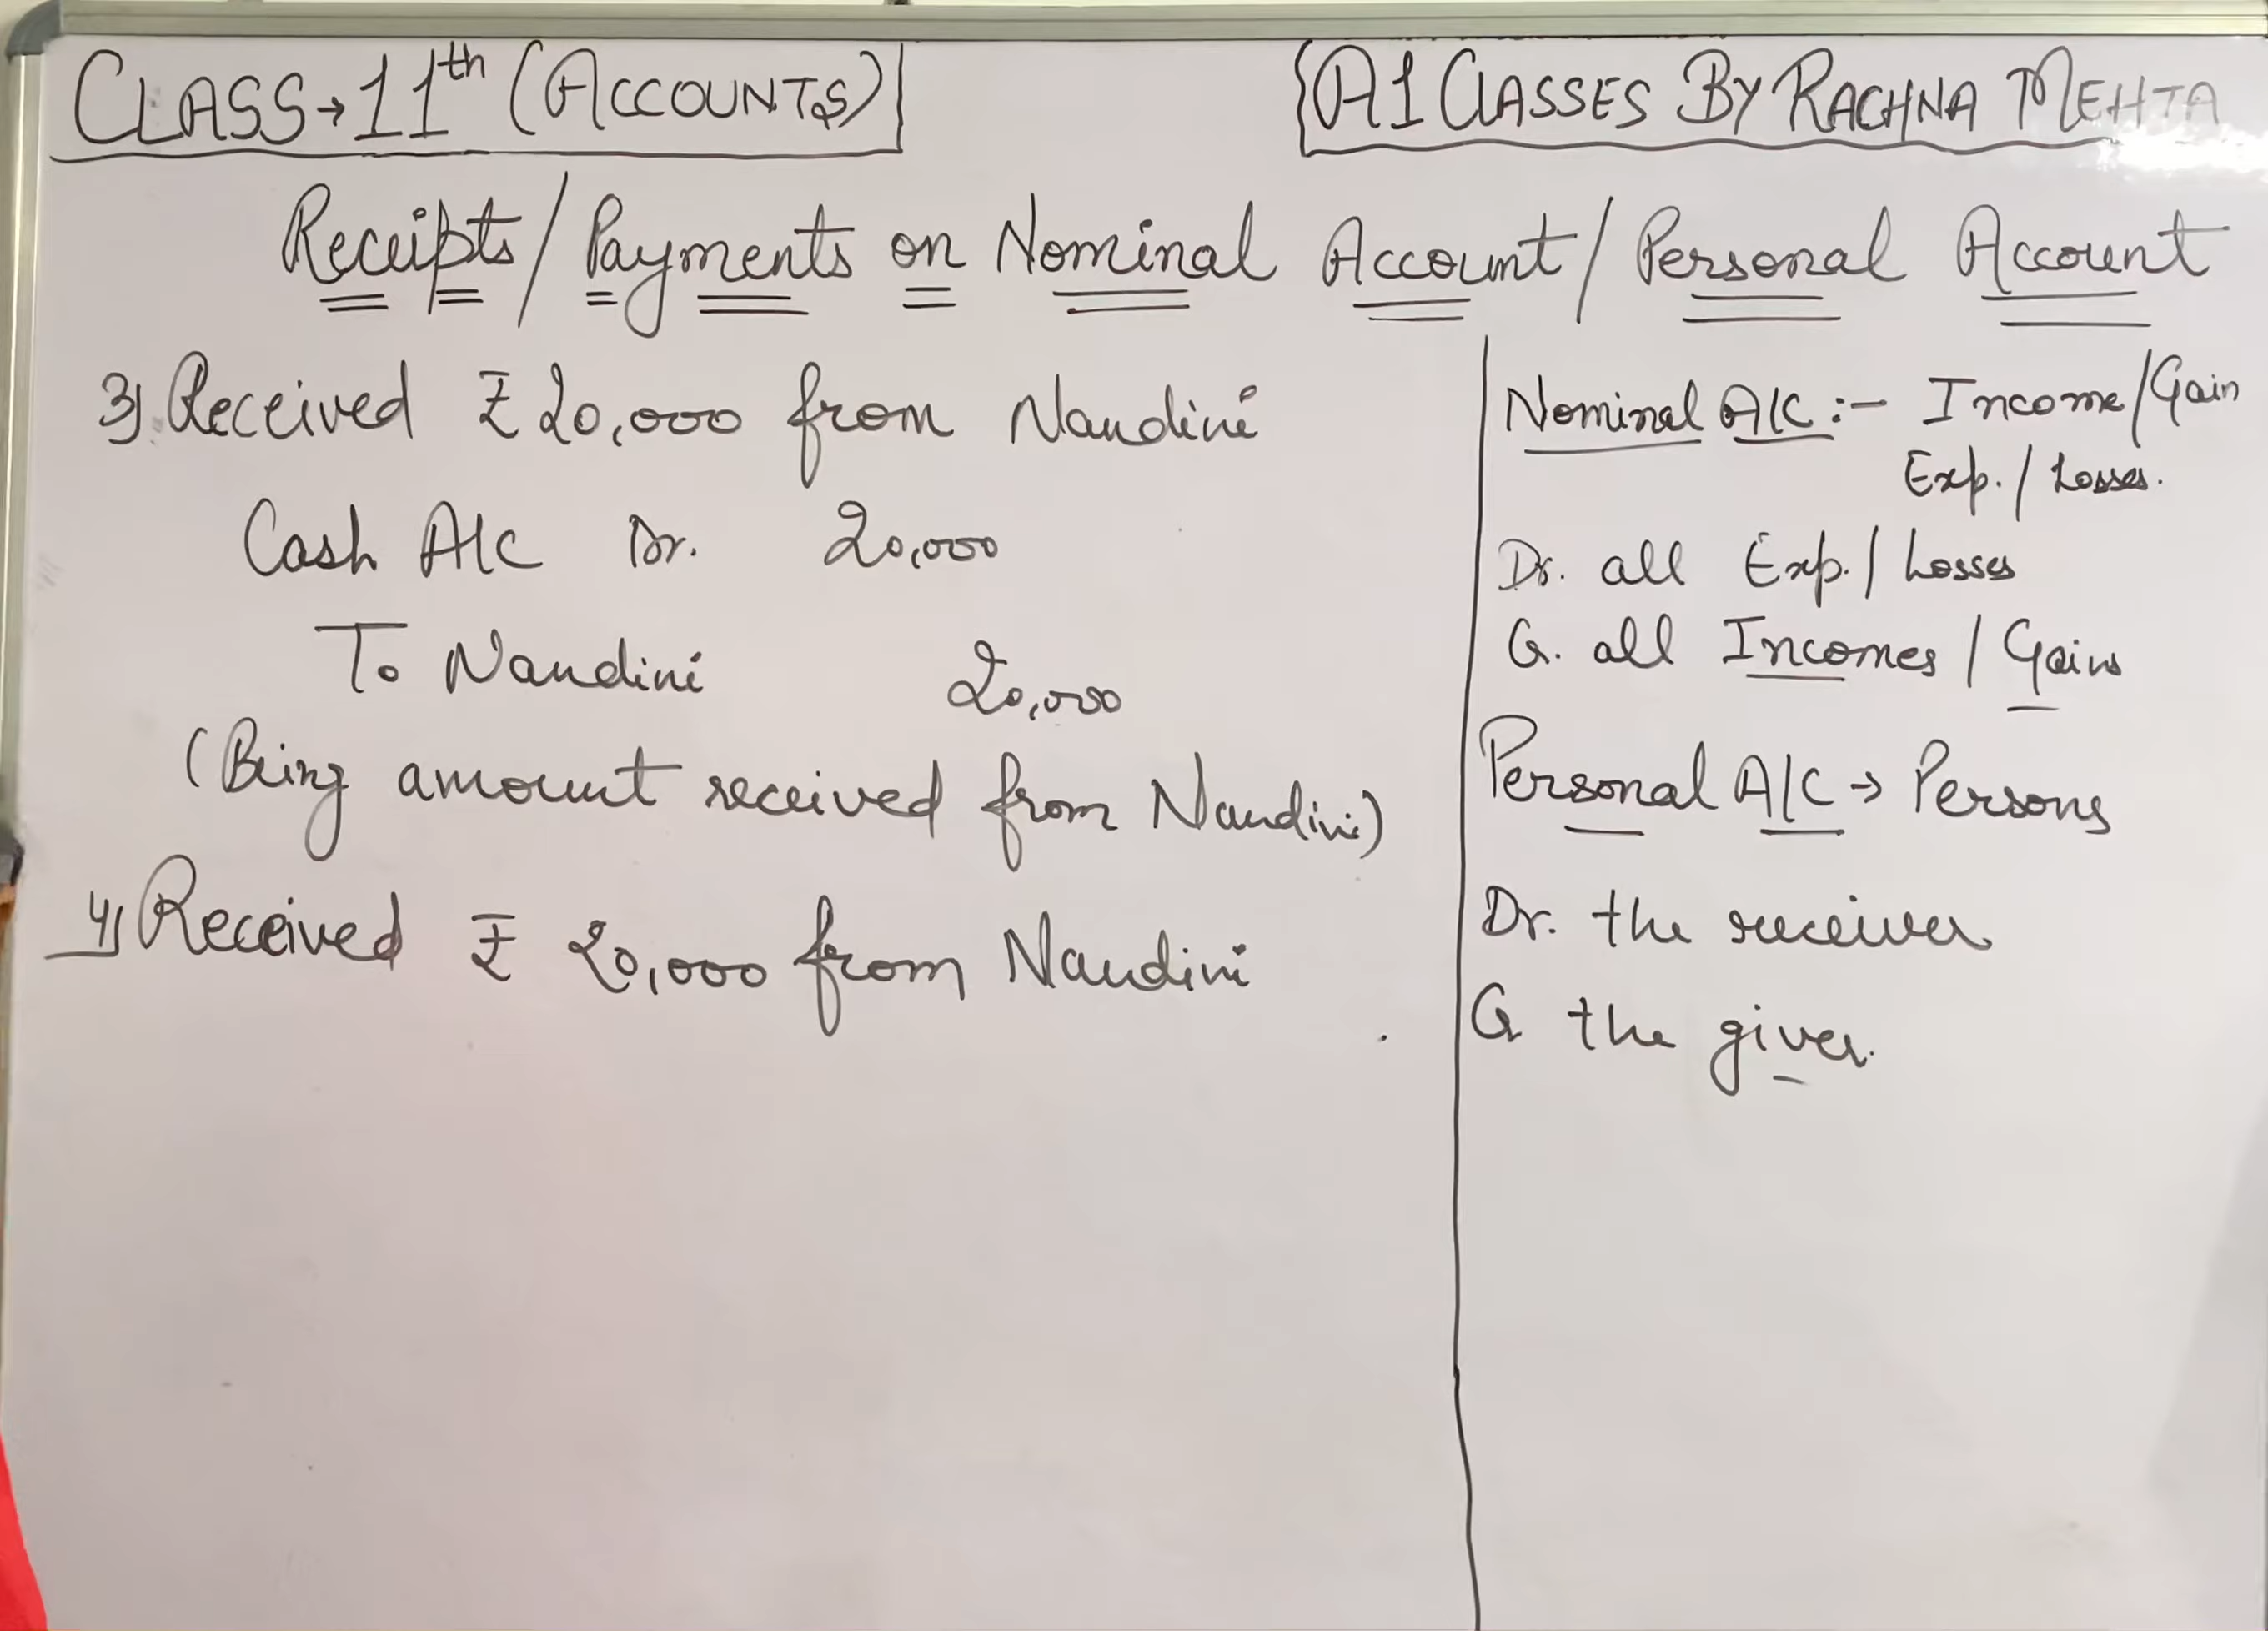 CLASS→11th (ACCOUNTS)
A1 CLASSES BY RACHNA MEHTA
Receipts/Payments on Nominal Account/Personal Account
3) Received ₹ 20,000 from Nandini
Cash A/C Dr. 20,000
To Nandini 20,000
(Being amount received from Nandini)
4) Received ₹ 20,000 from Nandini
Nominal A/C :- Income/Gain
Exp./Losses.
Dr. all Exp./Losses
Cr. all Incomes/Gains
Personal A/C → Persons
Dr. the receiver
Cr the giver.